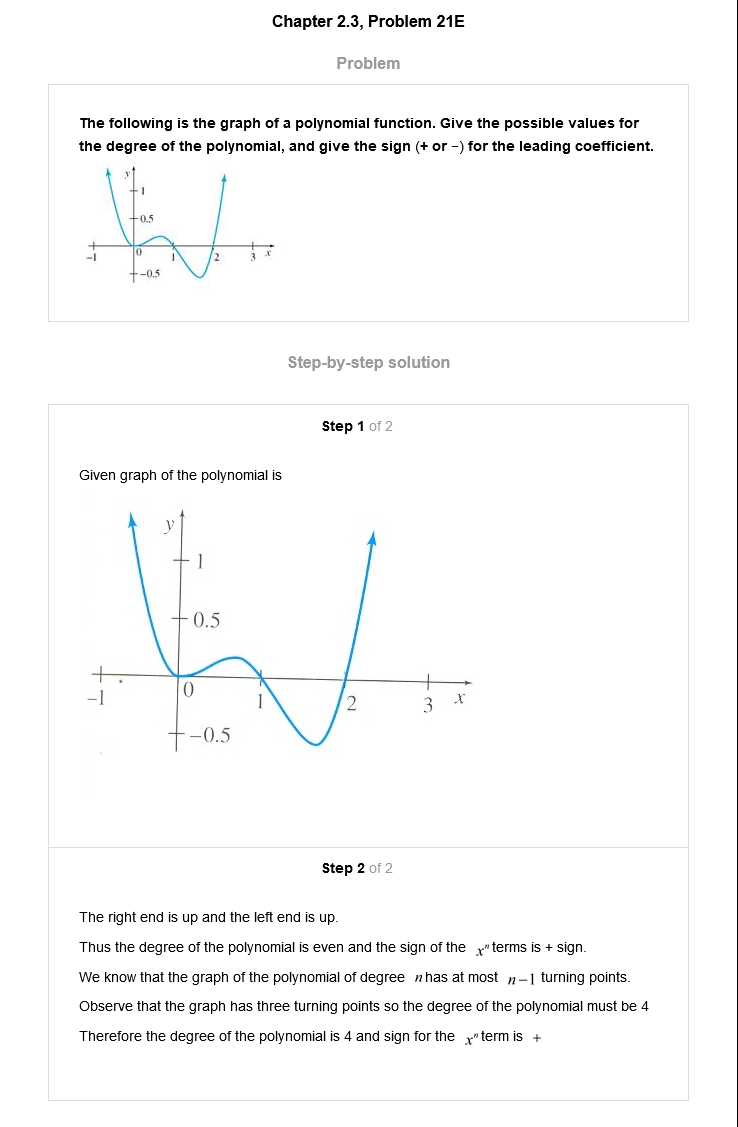 Chapter 2.3, Problem 21E
Problem
The following is the graph of a polynomial function. Give the possible values for
the degree of the polynomial, and give the sign (+ or −) for the leading coefficient.
y
1
0.5
-1 0 1 2 3 x
-0.5
Step-by-step solution
Step 1 of 2
Given graph of the polynomial is
y
1
0.5
-1 0 1 2 3 x
-0.5
Step 2 of 2
The right end is up and the left end is up.
Thus the degree of the polynomial is even and the sign of the xⁿ terms is + sign.
We know that the graph of the polynomial of degree n has at most n−1 turning points.
Observe that the graph has three turning points so the degree of the polynomial must be 4
Therefore the degree of the polynomial is 4 and sign for the xⁿ term is +